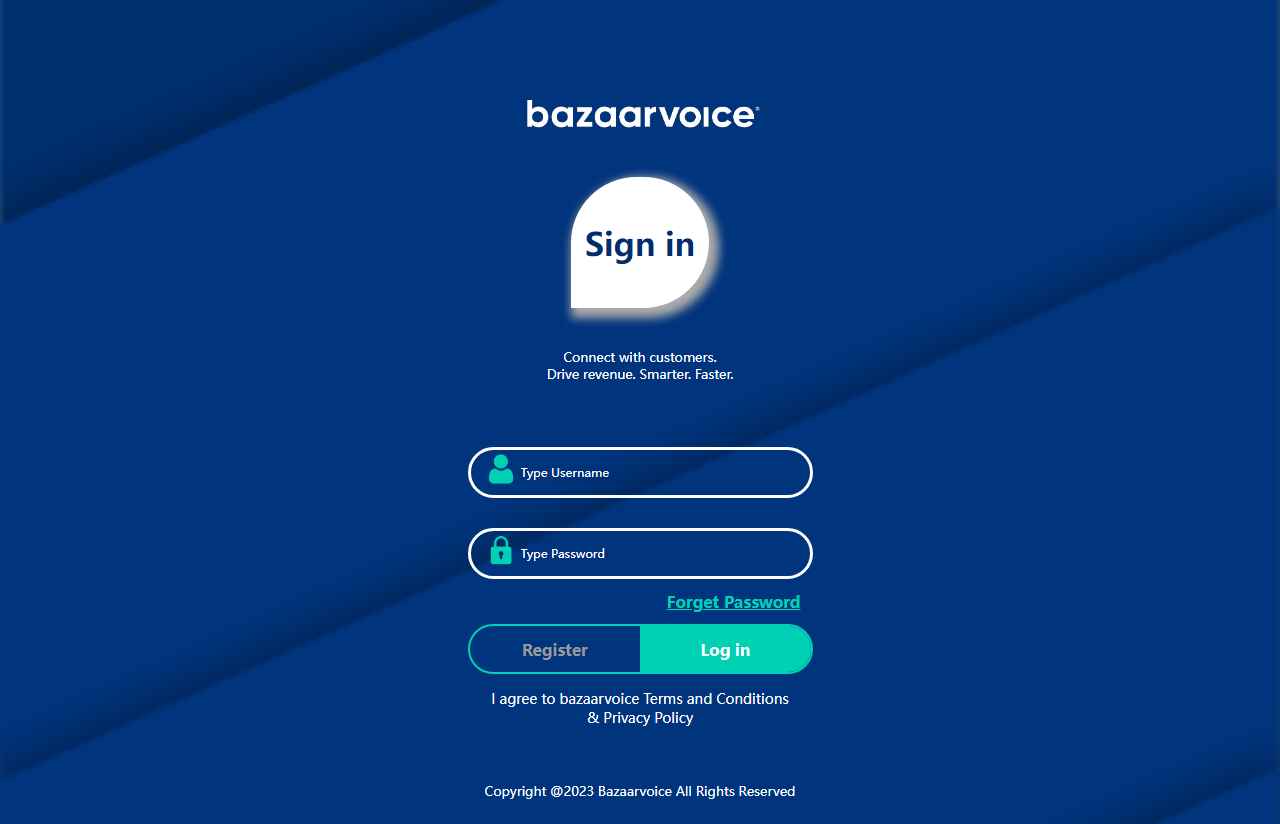 bazaarvoice®
Sign in
Connect with customers.
Drive revenue. Smarter. Faster.
Type Username
Type Password
Forget Password
Register
Log in
I agree to bazaarvoice Terms and Conditions
& Privacy Policy
Copyright @2023 Bazaarvoice All Rights Reserved